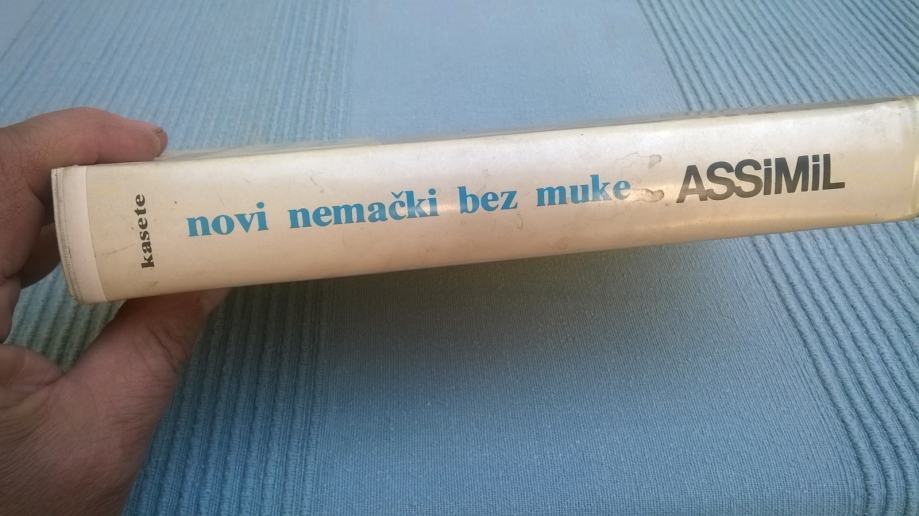 kasete
novi nemački bez muke
ASSiMiL